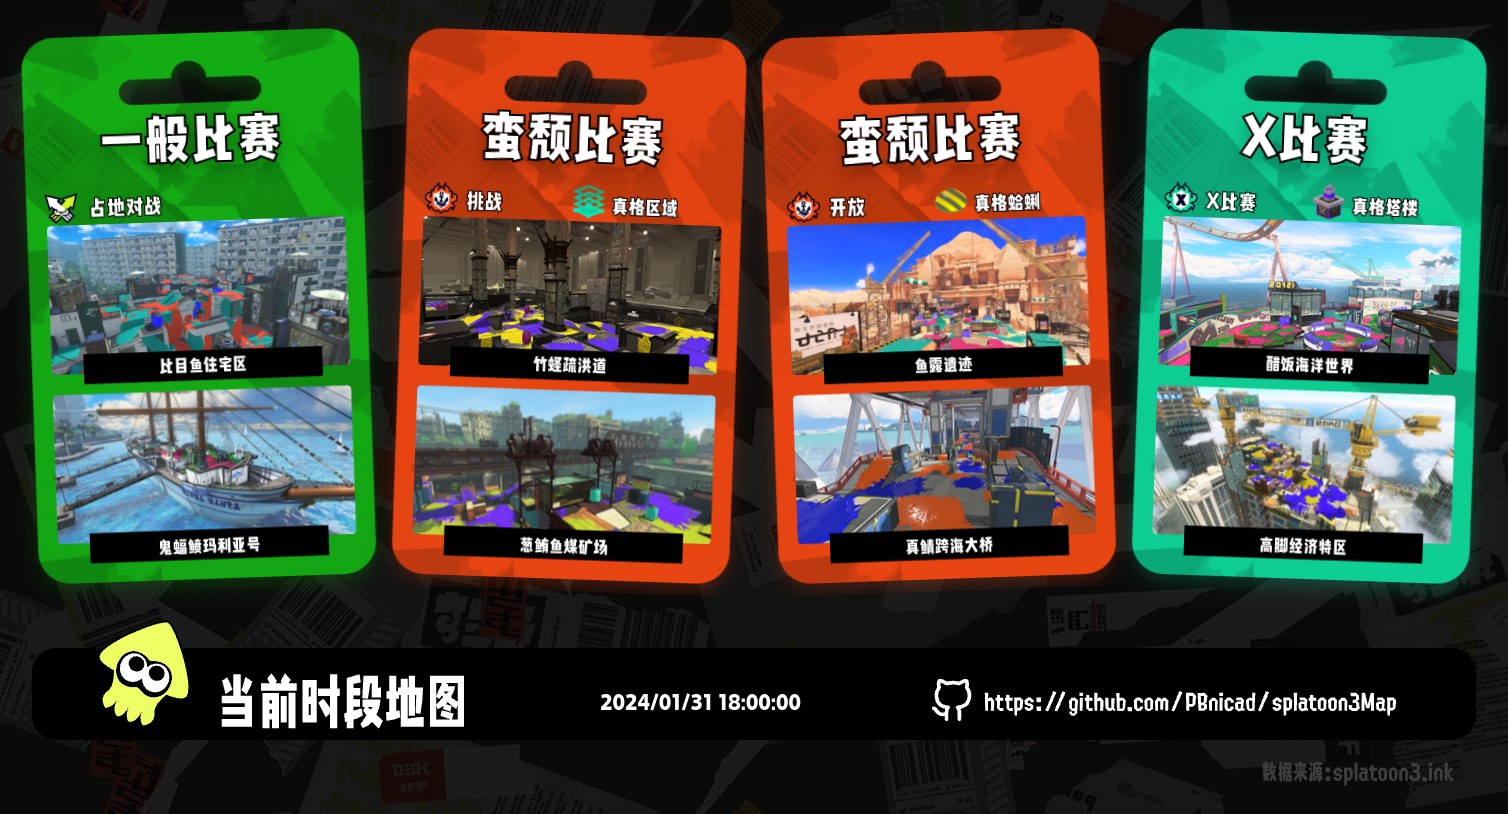 一般比赛
占地对战
比目鱼住宅区
鬼蝠鲼玛利亚号
蛮颓比赛
挑战
真格区域
竹蛏疏洪道
葱鲔鱼煤矿场
蛮颓比赛
开放
真格蛤蜊
鱼露遗迹
真鲭跨海大桥
X比赛
X比赛
真格塔楼
醋饭海洋世界
高脚经济特区
当前时段地图
2024/01/31 18:00:00
https://github.com/PBnicad/splatoon3Map
数据来源:splatoon3.ink